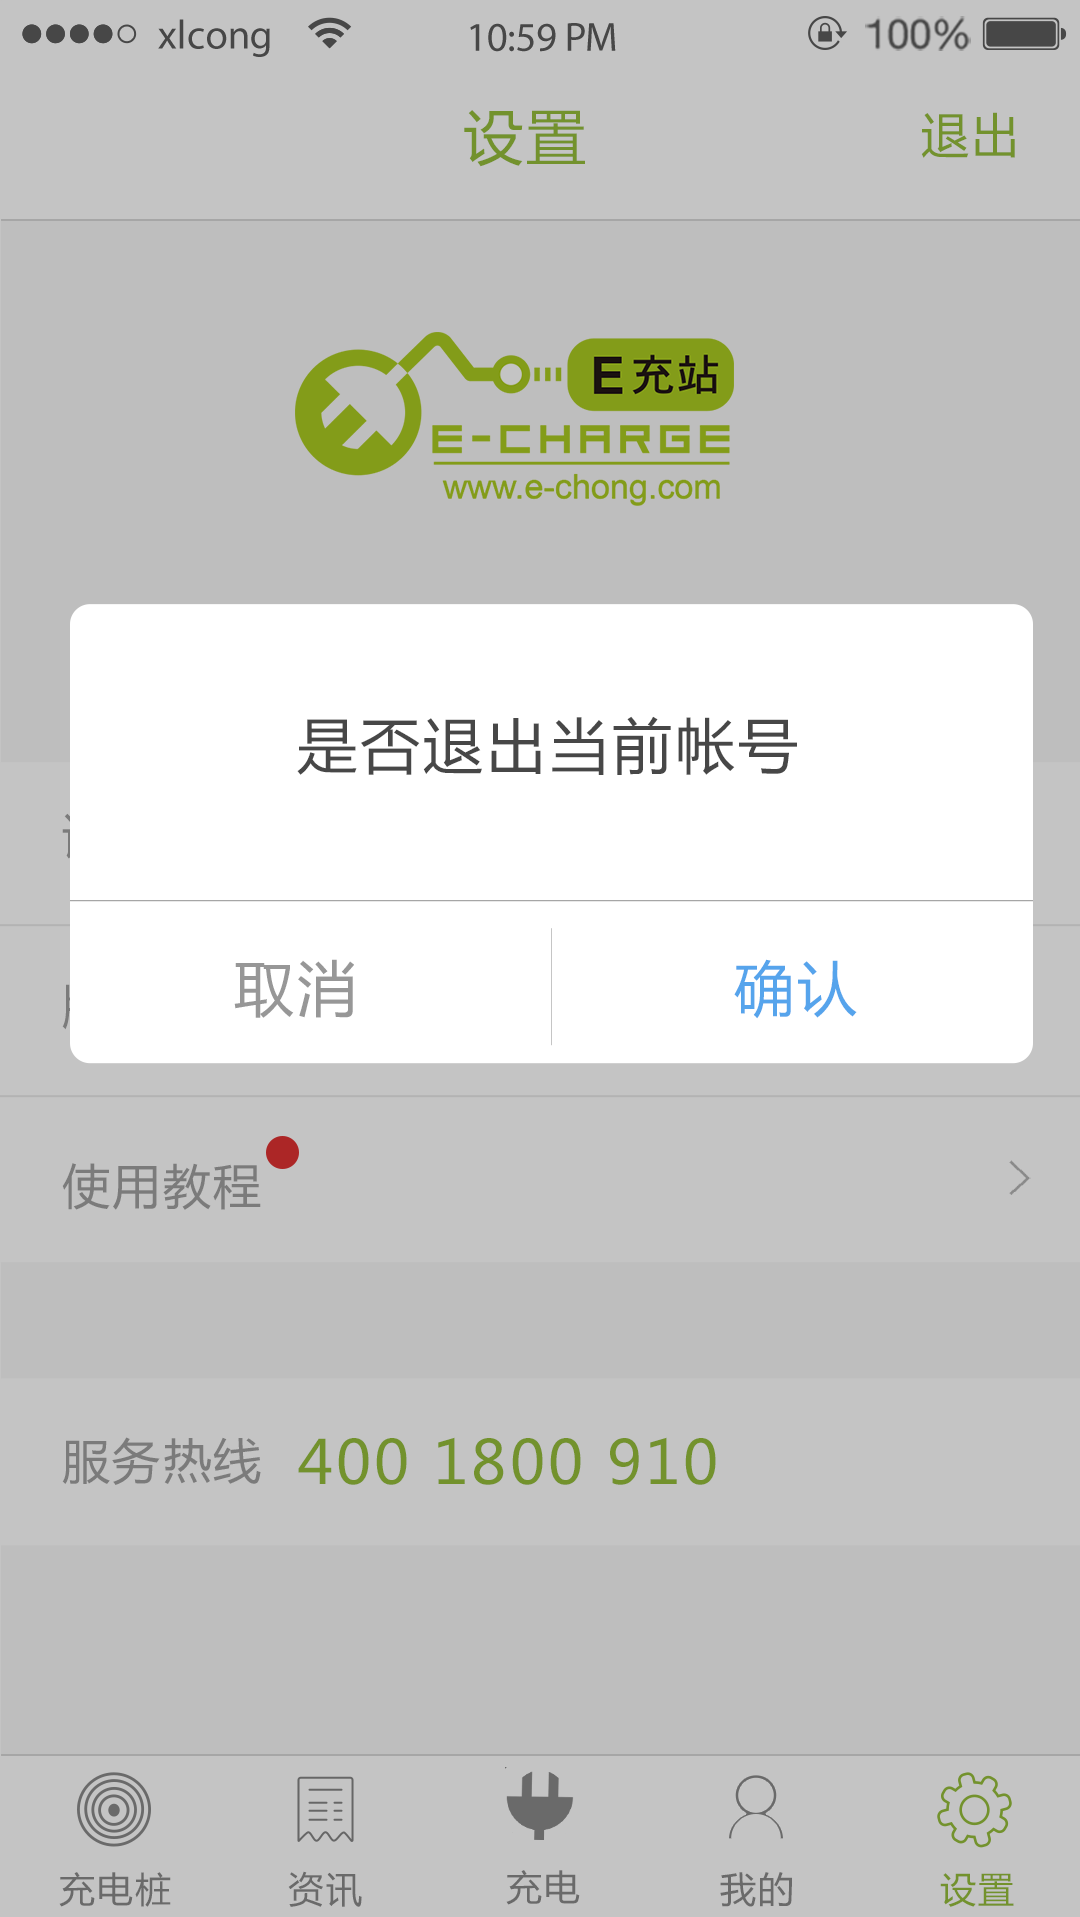 xlcong 10:59 PM 100%
设置 退出
E充站
E-CHARGE
www.e-chong.com
是否退出当前帐号
取消 确认
使用教程
服务热线 400 1800 910
充电桩 资讯 充电 我的 设置